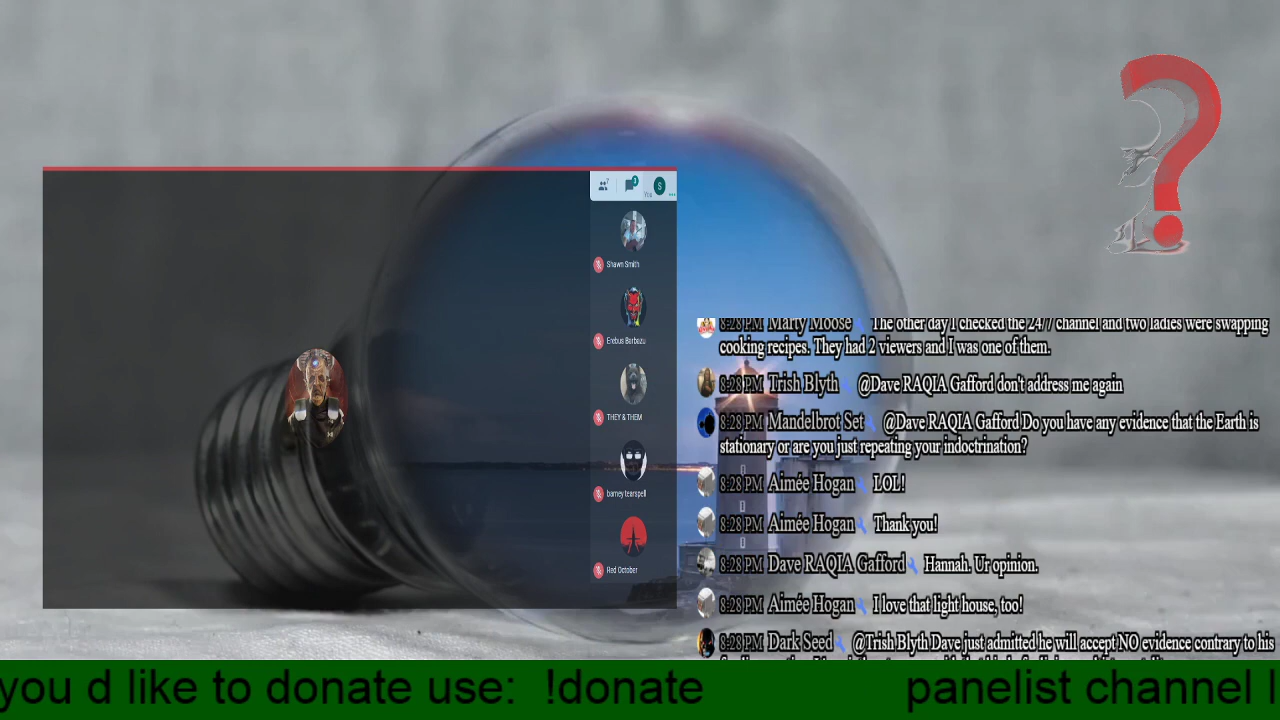 ?
7
3
You
S
Shawn Smith
Erebus Borbazu
THEY & THEM
barney tearspell
Red October
8:28 PM Marty Moose The other day I checked the 24/7 channel and two ladies were swapping
cooking recipes. They had 2 viewers and I was one of them.
8:28 PM Trish Blyth @Dave RAQIA Gafford don't address me again
8:28 PM Mandelbrot Set @Dave RAQIA Gafford Do you have any evidence that the Earth is
stationary or are you just repeating your indoctrination?
8:28 PM Aimée Hogan LOL!
8:28 PM Aimée Hogan Thank you!
8:28 PM Dave RAQIA Gafford Hannah. Ur opinion.
8:28 PM Aimée Hogan I love that light house, too!
8:28 PM Dark Seed @Trish Blyth Dave just admitted he will accept NO evidence contrary to his
you d like to donate use: !donate panelist channel l